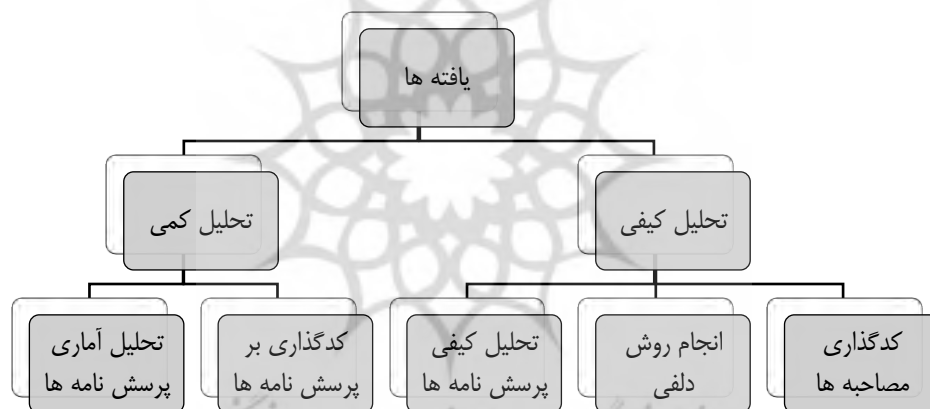 یافته ها
تحلیل کیفی
تحلیل کمی
کدگذاری
مصاحبه ها
انجام روش
دلفی
تحلیل کیفی
پرسش نامه ها
کدگذاری بر
پرسش نامه ها
تحلیل آماری
پرسش نامه ها